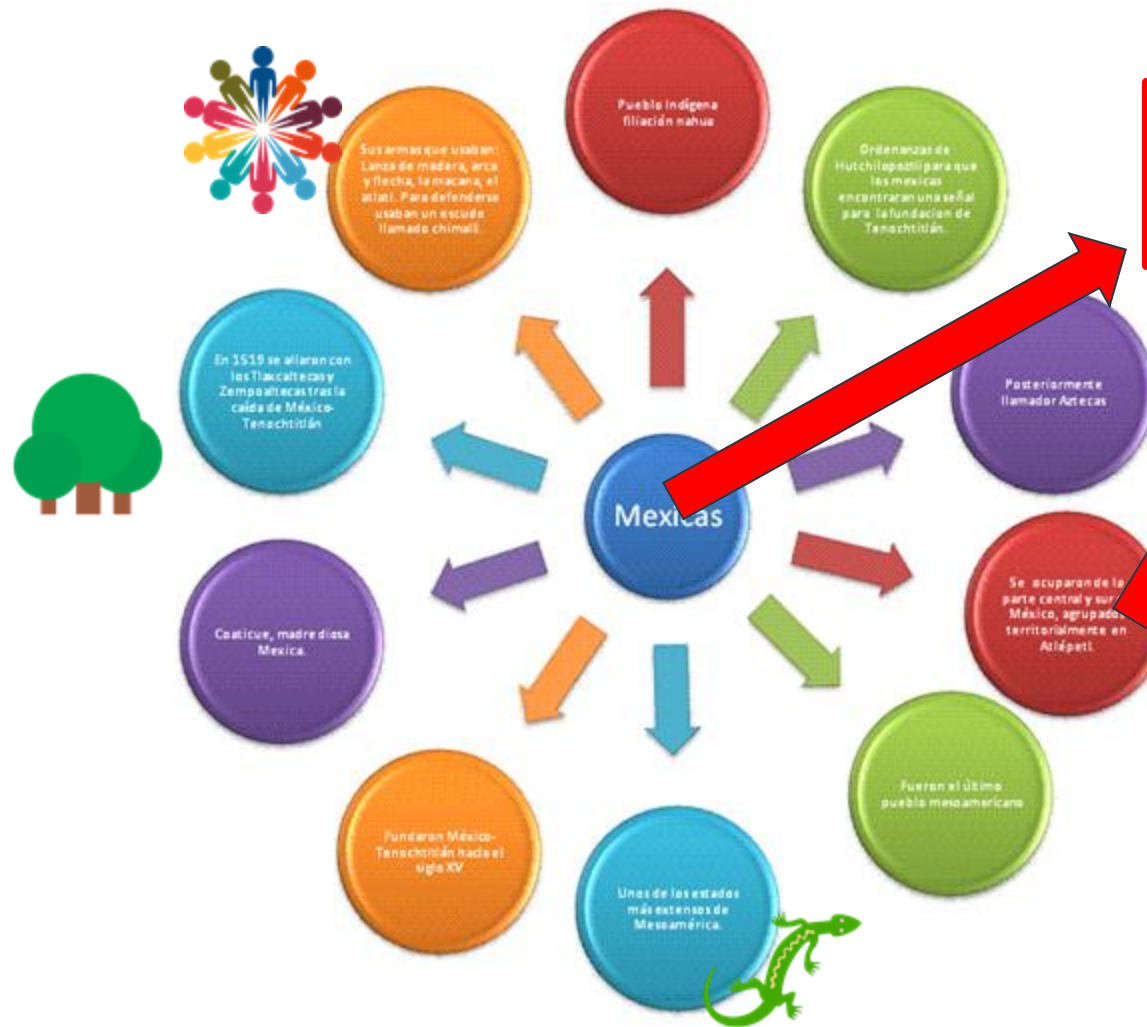 Pueblo Indígena
filiación nahua
Ordenanzas de
Hutchilopoztli para que
los mexicas
encontraran una señal
para la fundacion de
Tenochtitlán.
Posteriormente
llamador Aztecas
Se ocuparon de la
parte central y sur
México, agrupados
territorialmente en
Atlépetl.
Fueron el último
pueblo mesoamericano
Unos de los estados
más extensos de
Mesoamérica.
Fundaron México-
Tenochtitlán hacia el
siglo XV
Coaticue, madre diosa
Mexica.
En 1519 se aliaron con
los Tlaxcaltecas y
Zempoaltecas tras la
caída de México-
Tenochtitlán
Sus armas que usaban:
Lanza de madera, arco
y flecha, la macana, el
atlatl. Para defenderse
usaban un escudo
llamado chimalli
Mexicas